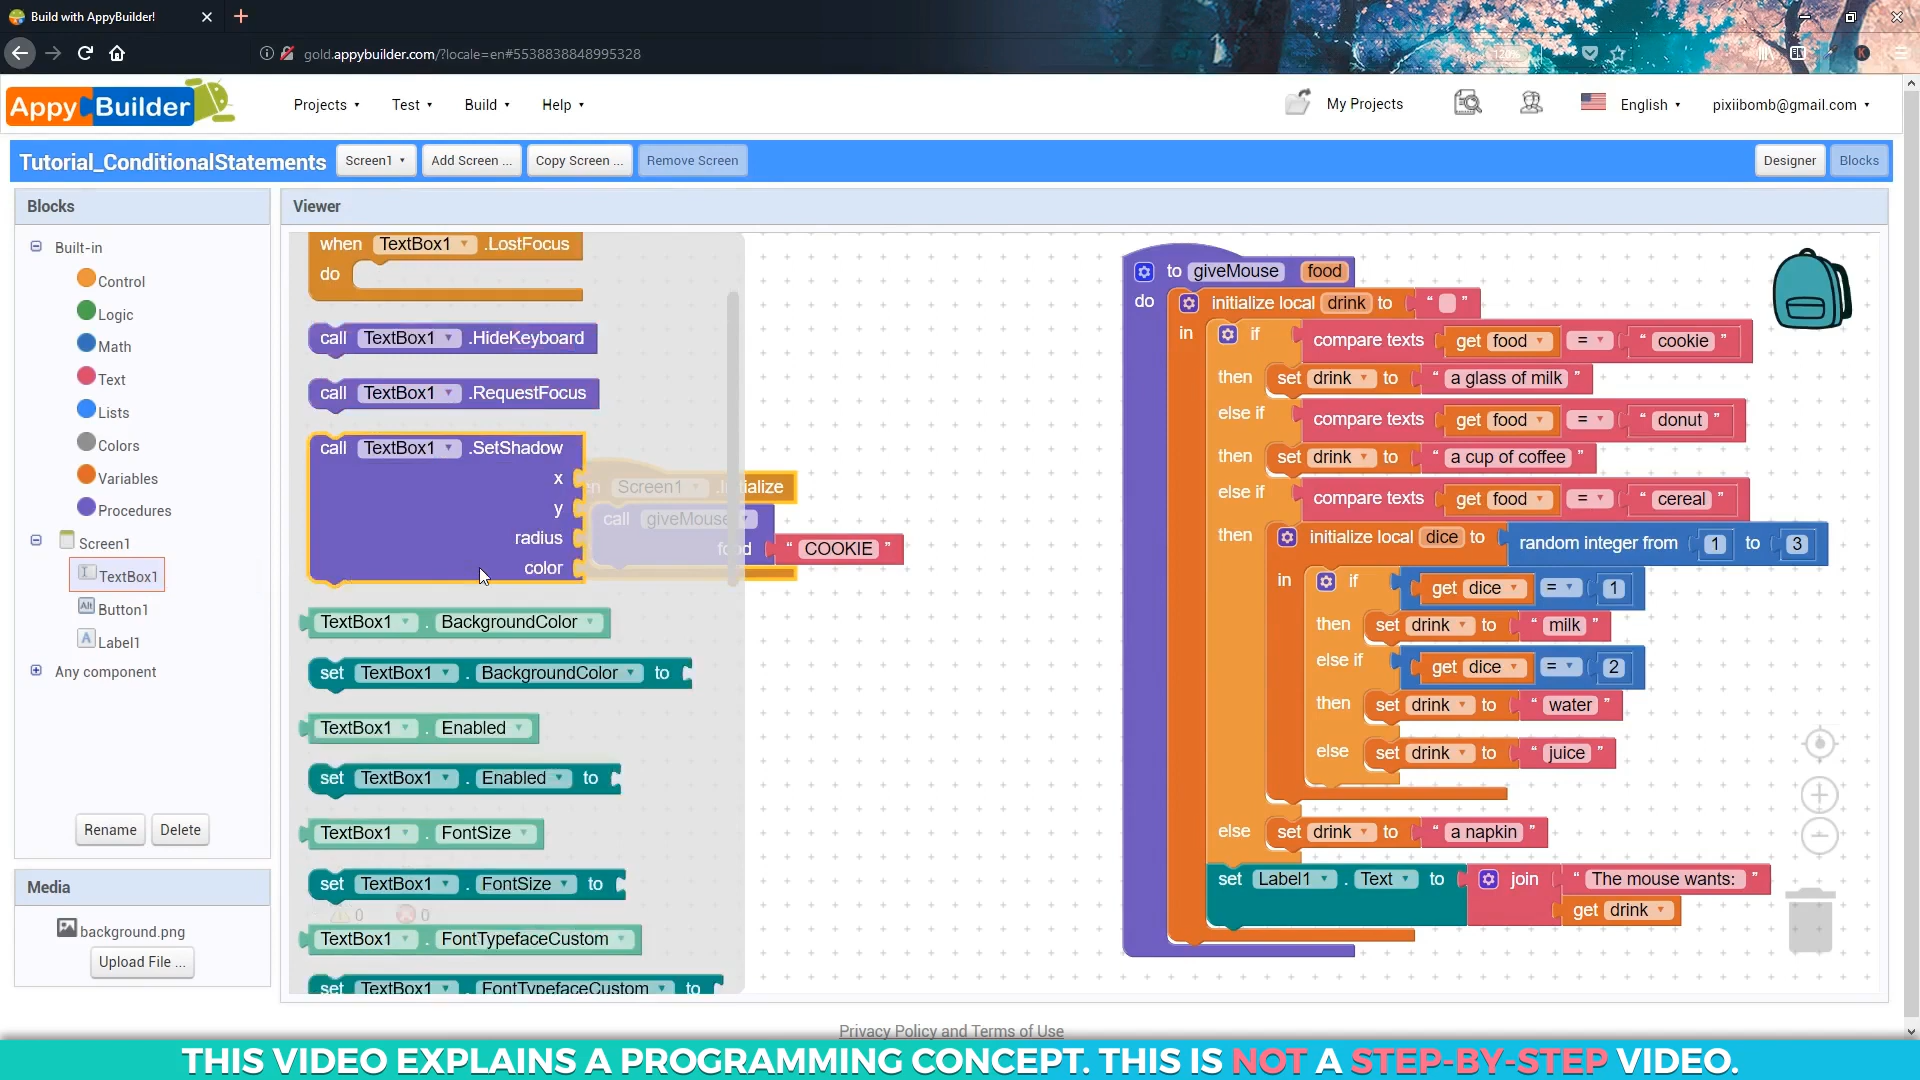 Build with AppyBuilder!
gold.appybuilder.com/?locale=en#5538838848995328
120%
AppyBuilder
Projects
Test
Build
Help
My Projects
English
pixiibomb@gmail.com
Tutorial_ConditionalStatements
Screen1
Add Screen ...
Copy Screen ...
Remove Screen
Designer
Blocks
Blocks
Built-in
Control
Logic
Math
Text
Lists
Colors
Variables
Procedures
Screen1
TextBox1
Button1
Label1
Any component
Rename
Delete
Media
background.png
Upload File ...
Viewer
when TextBox1 .LostFocus
do
call TextBox1 .HideKeyboard
call TextBox1 .RequestFocus
call TextBox1 .SetShadow
x
y
radius
color
Screen1
call giveMouse
“ COOKIE ”
TextBox1 . BackgroundColor
set TextBox1 . BackgroundColor to
TextBox1 . Enabled
set TextBox1 . Enabled to
TextBox1 . FontSize
set TextBox1 . FontSize to
0 0
TextBox1 . FontTypefaceCustom
set TextBox1 . FontTypefaceCustom to
to giveMouse food
do initialize local drink to “ ”
in if compare texts get food = “ cookie ”
then set drink to “ a glass of milk ”
else if compare texts get food = “ donut ”
then set drink to “ a cup of coffee ”
else if compare texts get food = “ cereal ”
then initialize local dice to random integer from 1 to 3
in if get dice = 1
then set drink to “ milk ”
else if get dice = 2
then set drink to “ water ”
else set drink to “ juice ”
else set drink to “ a napkin ”
set Label1 . Text to join “ The mouse wants: ”
get drink
Privacy Policy and Terms of Use
THIS VIDEO EXPLAINS A PROGRAMMING CONCEPT. THIS IS NOT A STEP-BY-STEP VIDEO.